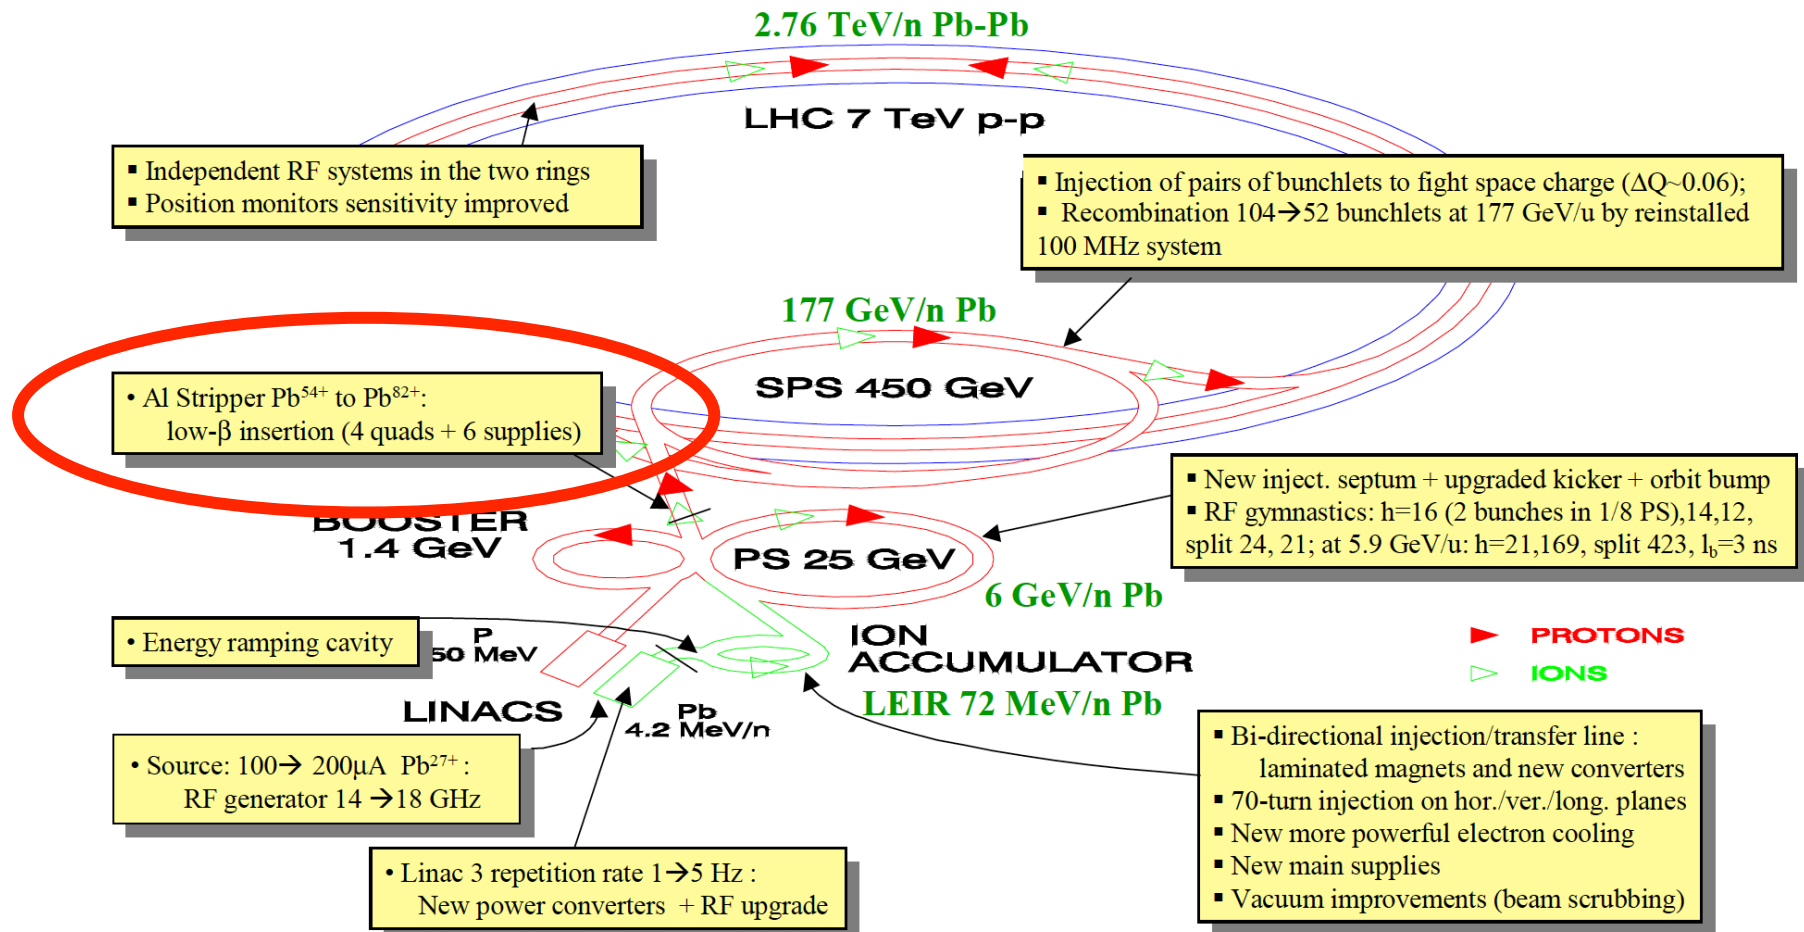 2.76 TeV/n Pb-Pb
LHC 7 TeV p-p
▪ Independent RF systems in the two rings
▪ Position monitors sensitivity improved
▪ Injection of pairs of bunchlets to fight space charge (ΔQ~0.06);
▪ Recombination 104→52 bunchlets at 177 GeV/u by reinstalled
100 MHz system
177 GeV/n Pb
SPS 450 GeV
• Al Stripper Pb⁵⁴⁺ to Pb⁸²⁺:
low-β insertion (4 quads + 6 supplies)
▪ New inject. septum + upgraded kicker + orbit bump
▪ RF gymnastics: h=16 (2 bunches in 1/8 PS),14,12,
split 24, 21; at 5.9 GeV/u: h=21,169, split 423, l_b=3 ns
BOOSTER
1.4 GeV
PS 25 GeV
6 GeV/n Pb
• Energy ramping cavity
P
50 MeV
ION
ACCUMULATOR
LEIR 72 MeV/n Pb
PROTONS
IONS
LINACS
Pb
4.2 MeV/n
• Source: 100→ 200μA Pb²⁷⁺ :
RF generator 14 →18 GHz
• Linac 3 repetition rate 1→5 Hz :
New power converters + RF upgrade
▪ Bi-directional injection/transfer line :
laminated magnets and new converters
▪ 70-turn injection on hor./ver./long. planes
▪ New more powerful electron cooling
▪ New main supplies
▪ Vacuum improvements (beam scrubbing)